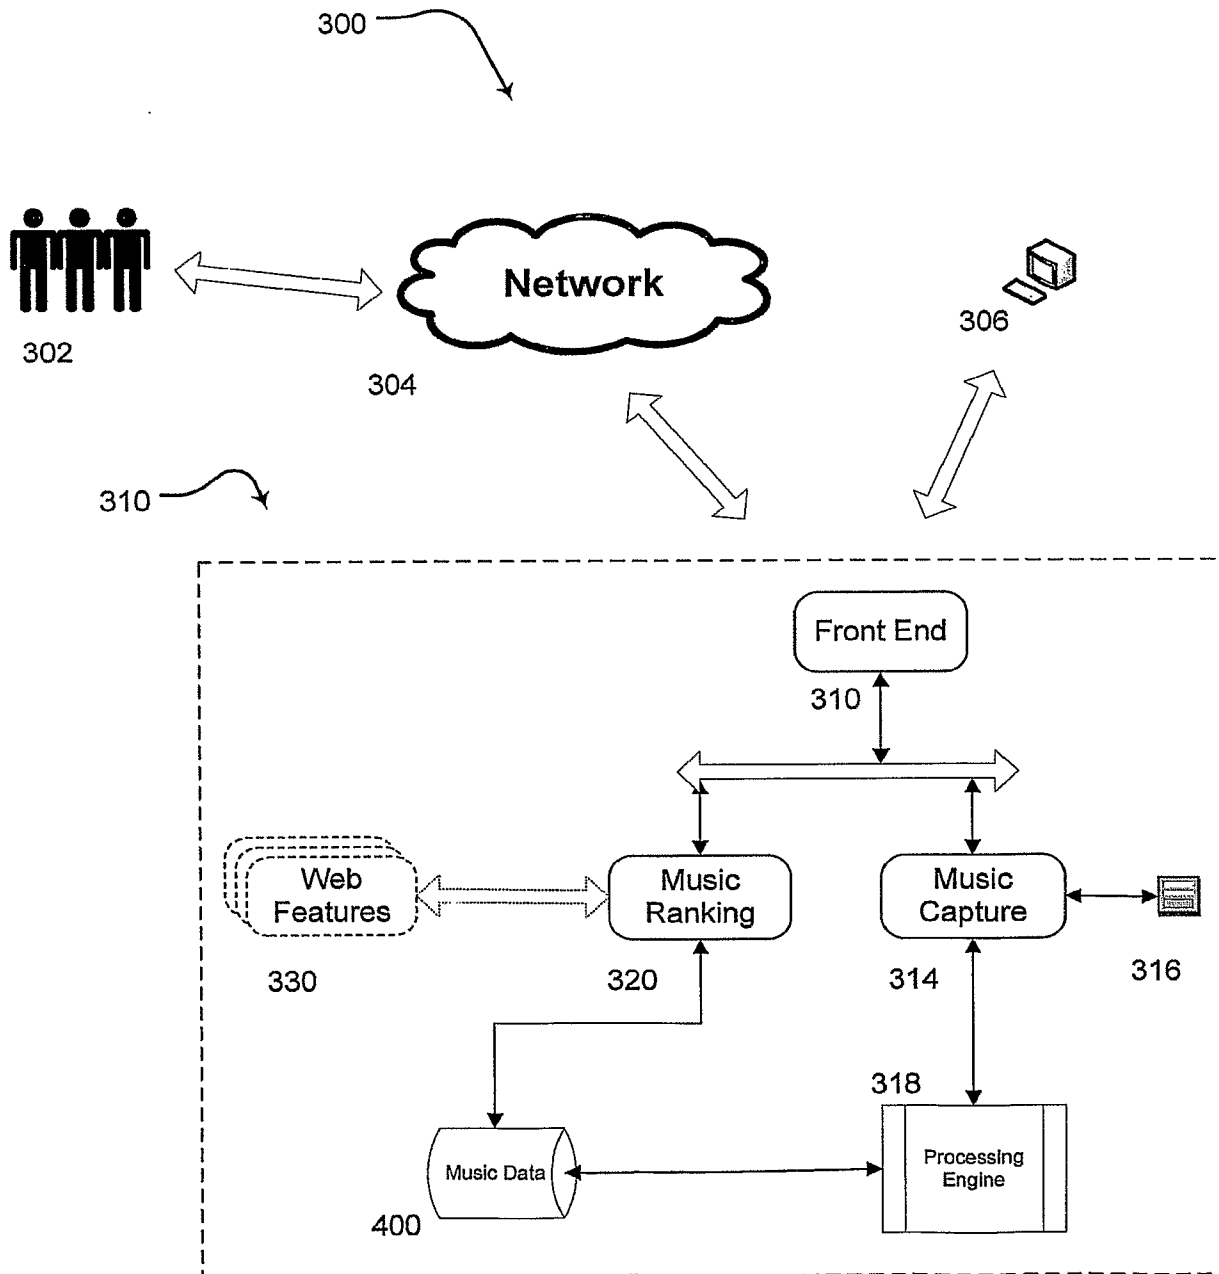 300
Network
302
304
306
310
Front End
310
Web
Features
Music
Ranking
Music
Capture
330
320
314
316
318
Music Data
Processing
Engine
400